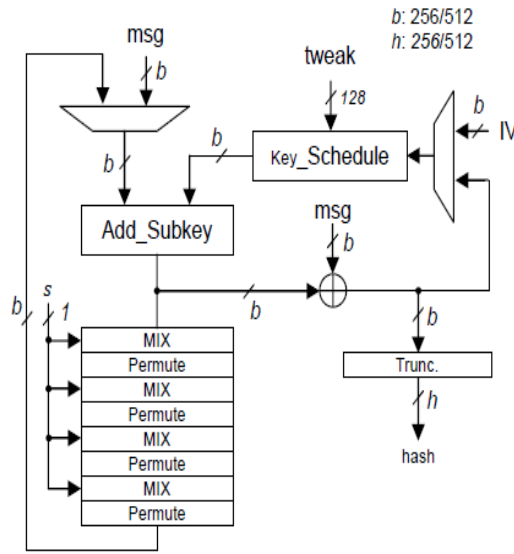 b: 256/512
h: 256/512
msg
b
tweak
128
b
IV
b
b
Key_Schedule
msg
b
Add_Subkey
b
s
1
b
b
MIX
Permute
MIX
Permute
MIX
Permute
MIX
Permute
Trunc.
h
hash